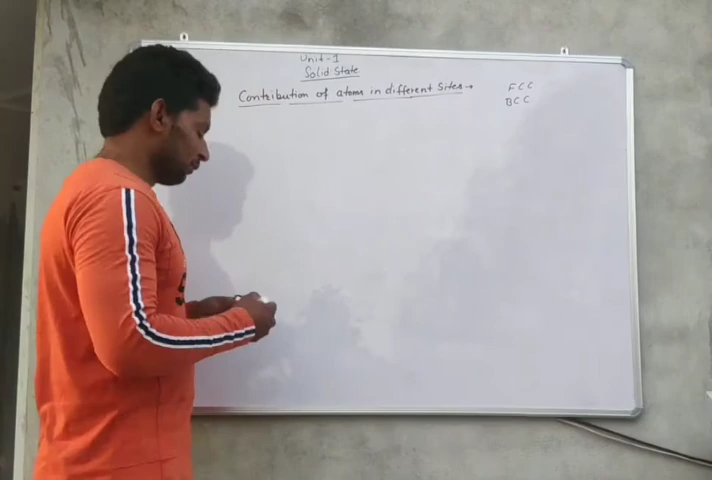 Unit-1
Solid State
Contribution of atoms in different Sites→
FCC
BCC